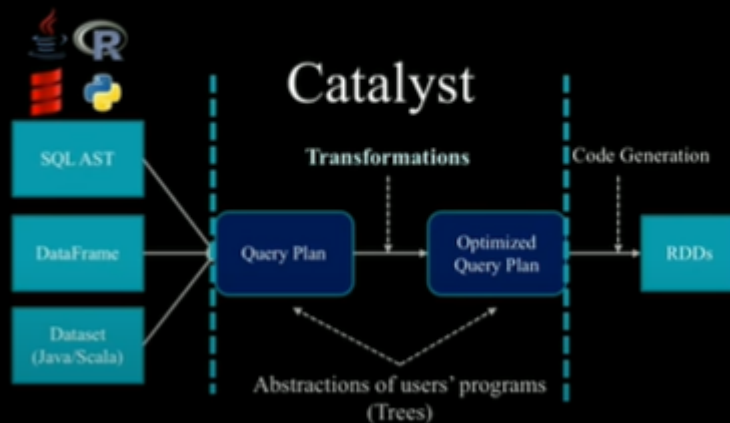 R
Catalyst
SQL AST
Transformations
Code Generation
DataFrame
Query Plan
Optimized
Query Plan
RDDs
Dataset
(Java/Scala)
Abstractions of users' programs
(Trees)